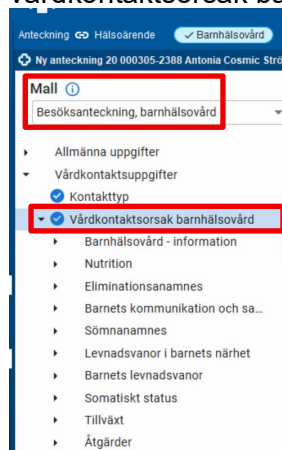 Anteckning Hälsoärende Barnhälsovård
Ny anteckning 20 000305-2388 Antonia Cosmic Strö
Mall
Besöksanteckning, barnhälsovård
Allmänna uppgifter
Vårdkontaktsuppgifter
Kontakttyp
Vårdkontaktsorsak barnhälsovård
Barnhälsovård - information
Nutrition
Eliminationsanamnes
Barnets kommunikation och sa...
Sömnanamnes
Levnadsvanor i barnets närhet
Barnets levnadsvanor
Somatiskt status
Tillväxt
Åtgärder